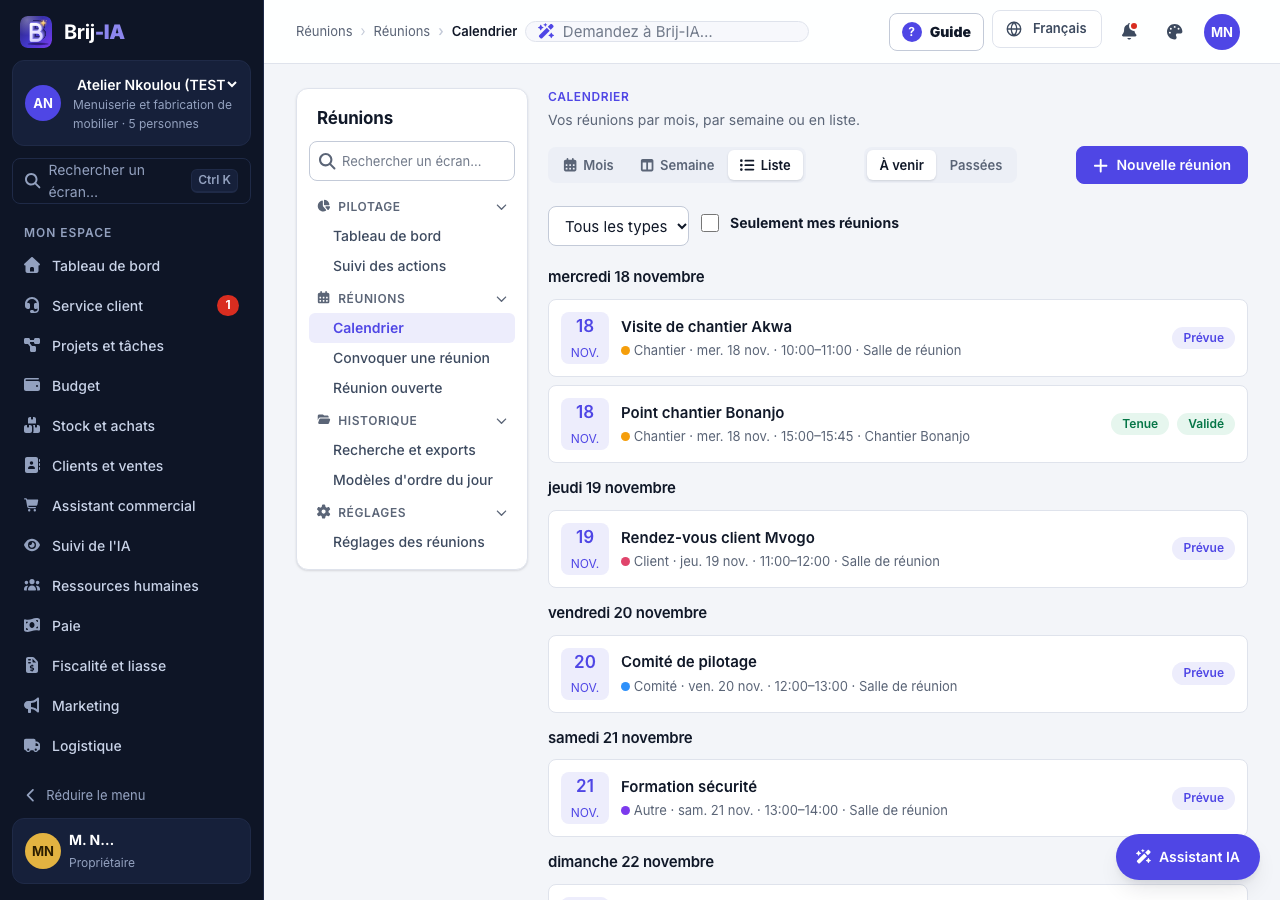 Brij-IA
AN
Atelier Nkoulou (TEST
Menuiserie et fabrication de
mobilier · 5 personnes
Rechercher un
écran...
Ctrl K
MON ESPACE
Tableau de bord
Service client
1
Projets et tâches
Budget
Stock et achats
Clients et ventes
Assistant commercial
Suivi de l'IA
Ressources humaines
Paie
Fiscalité et liasse
Marketing
Logistique
Réduire le menu
MN
M. N...
Propriétaire
Réunions › Réunions › Calendrier
Demandez à Brij-IA...
? Guide
Français
MN
Réunions
Rechercher un écran...
PILOTAGE
Tableau de bord
Suivi des actions
RÉUNIONS
Calendrier
Convoquer une réunion
Réunion ouverte
HISTORIQUE
Recherche et exports
Modèles d'ordre du jour
RÉGLAGES
Réglages des réunions
CALENDRIER
Vos réunions par mois, par semaine ou en liste.
Mois
Semaine
Liste
À venir
Passées
+ Nouvelle réunion
Tous les types
Seulement mes réunions
mercredi 18 novembre
18
NOV.
Visite de chantier Akwa
Chantier · mer. 18 nov. · 10:00–11:00 · Salle de réunion
Prévue
18
NOV.
Point chantier Bonanjo
Chantier · mer. 18 nov. · 15:00–15:45 · Chantier Bonanjo
Tenue
Validé
jeudi 19 novembre
19
NOV.
Rendez-vous client Mvogo
Client · jeu. 19 nov. · 11:00–12:00 · Salle de réunion
Prévue
vendredi 20 novembre
20
NOV.
Comité de pilotage
Comité · ven. 20 nov. · 12:00–13:00 · Salle de réunion
Prévue
samedi 21 novembre
21
NOV.
Formation sécurité
Autre · sam. 21 nov. · 13:00–14:00 · Salle de réunion
Prévue
dimanche 22 novembre
Assistant IA